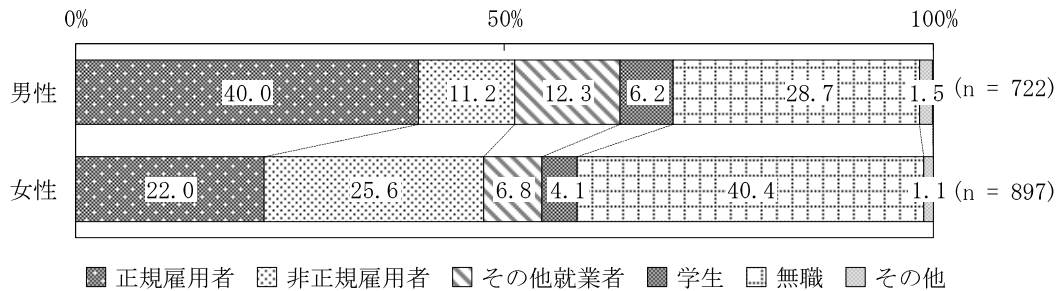 0% 50% 100%
男性 40.0 11.2 12.3 6.2 28.7 1.5 (n = 722)
女性 22.0 25.6 6.8 4.1 40.4 1.1 (n = 897)
正規雇用者 非正規雇用者 その他就業者 学生 無職 その他